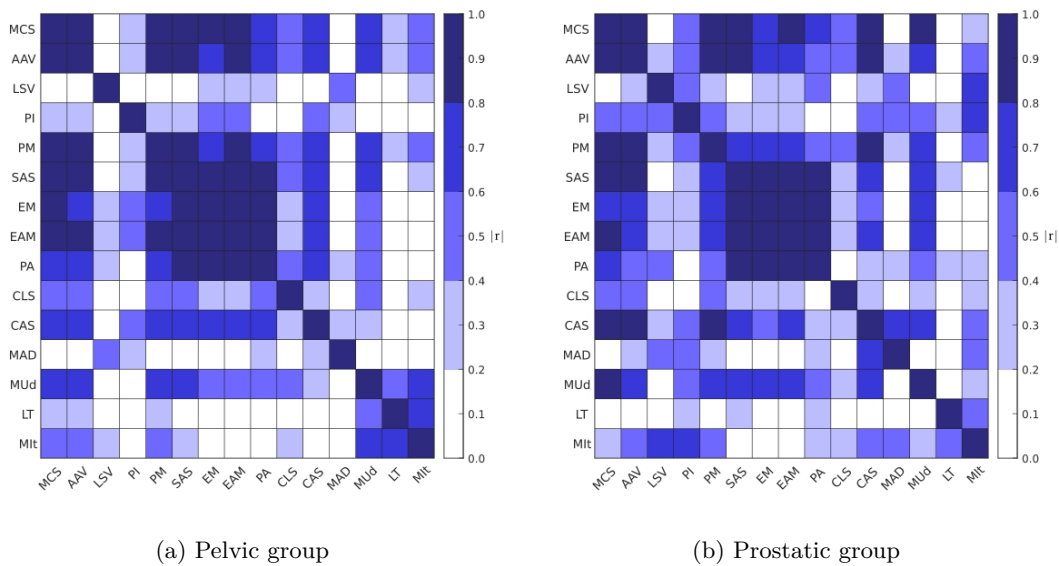 MCS
AAV
LSV
PI
PM
SAS
EM
EAM
PA
CLS
CAS
MAD
MUd
LT
MIt
MCS AAV LSV PI PM SAS EM EAM PA CLS CAS MAD MUd LT MIt
1.0
0.9
0.8
0.7
0.6
0.5 |r|
0.4
0.3
0.2
0.1
0.0
(a) Pelvic group
MCS
AAV
LSV
PI
PM
SAS
EM
EAM
PA
CLS
CAS
MAD
MUd
LT
MIt
MCS AAV LSV PI PM SAS EM EAM PA CLS CAS MAD MUd LT MIt
1.0
0.9
0.8
0.7
0.6
0.5 |r|
0.4
0.3
0.2
0.1
0.0
(b) Prostatic group